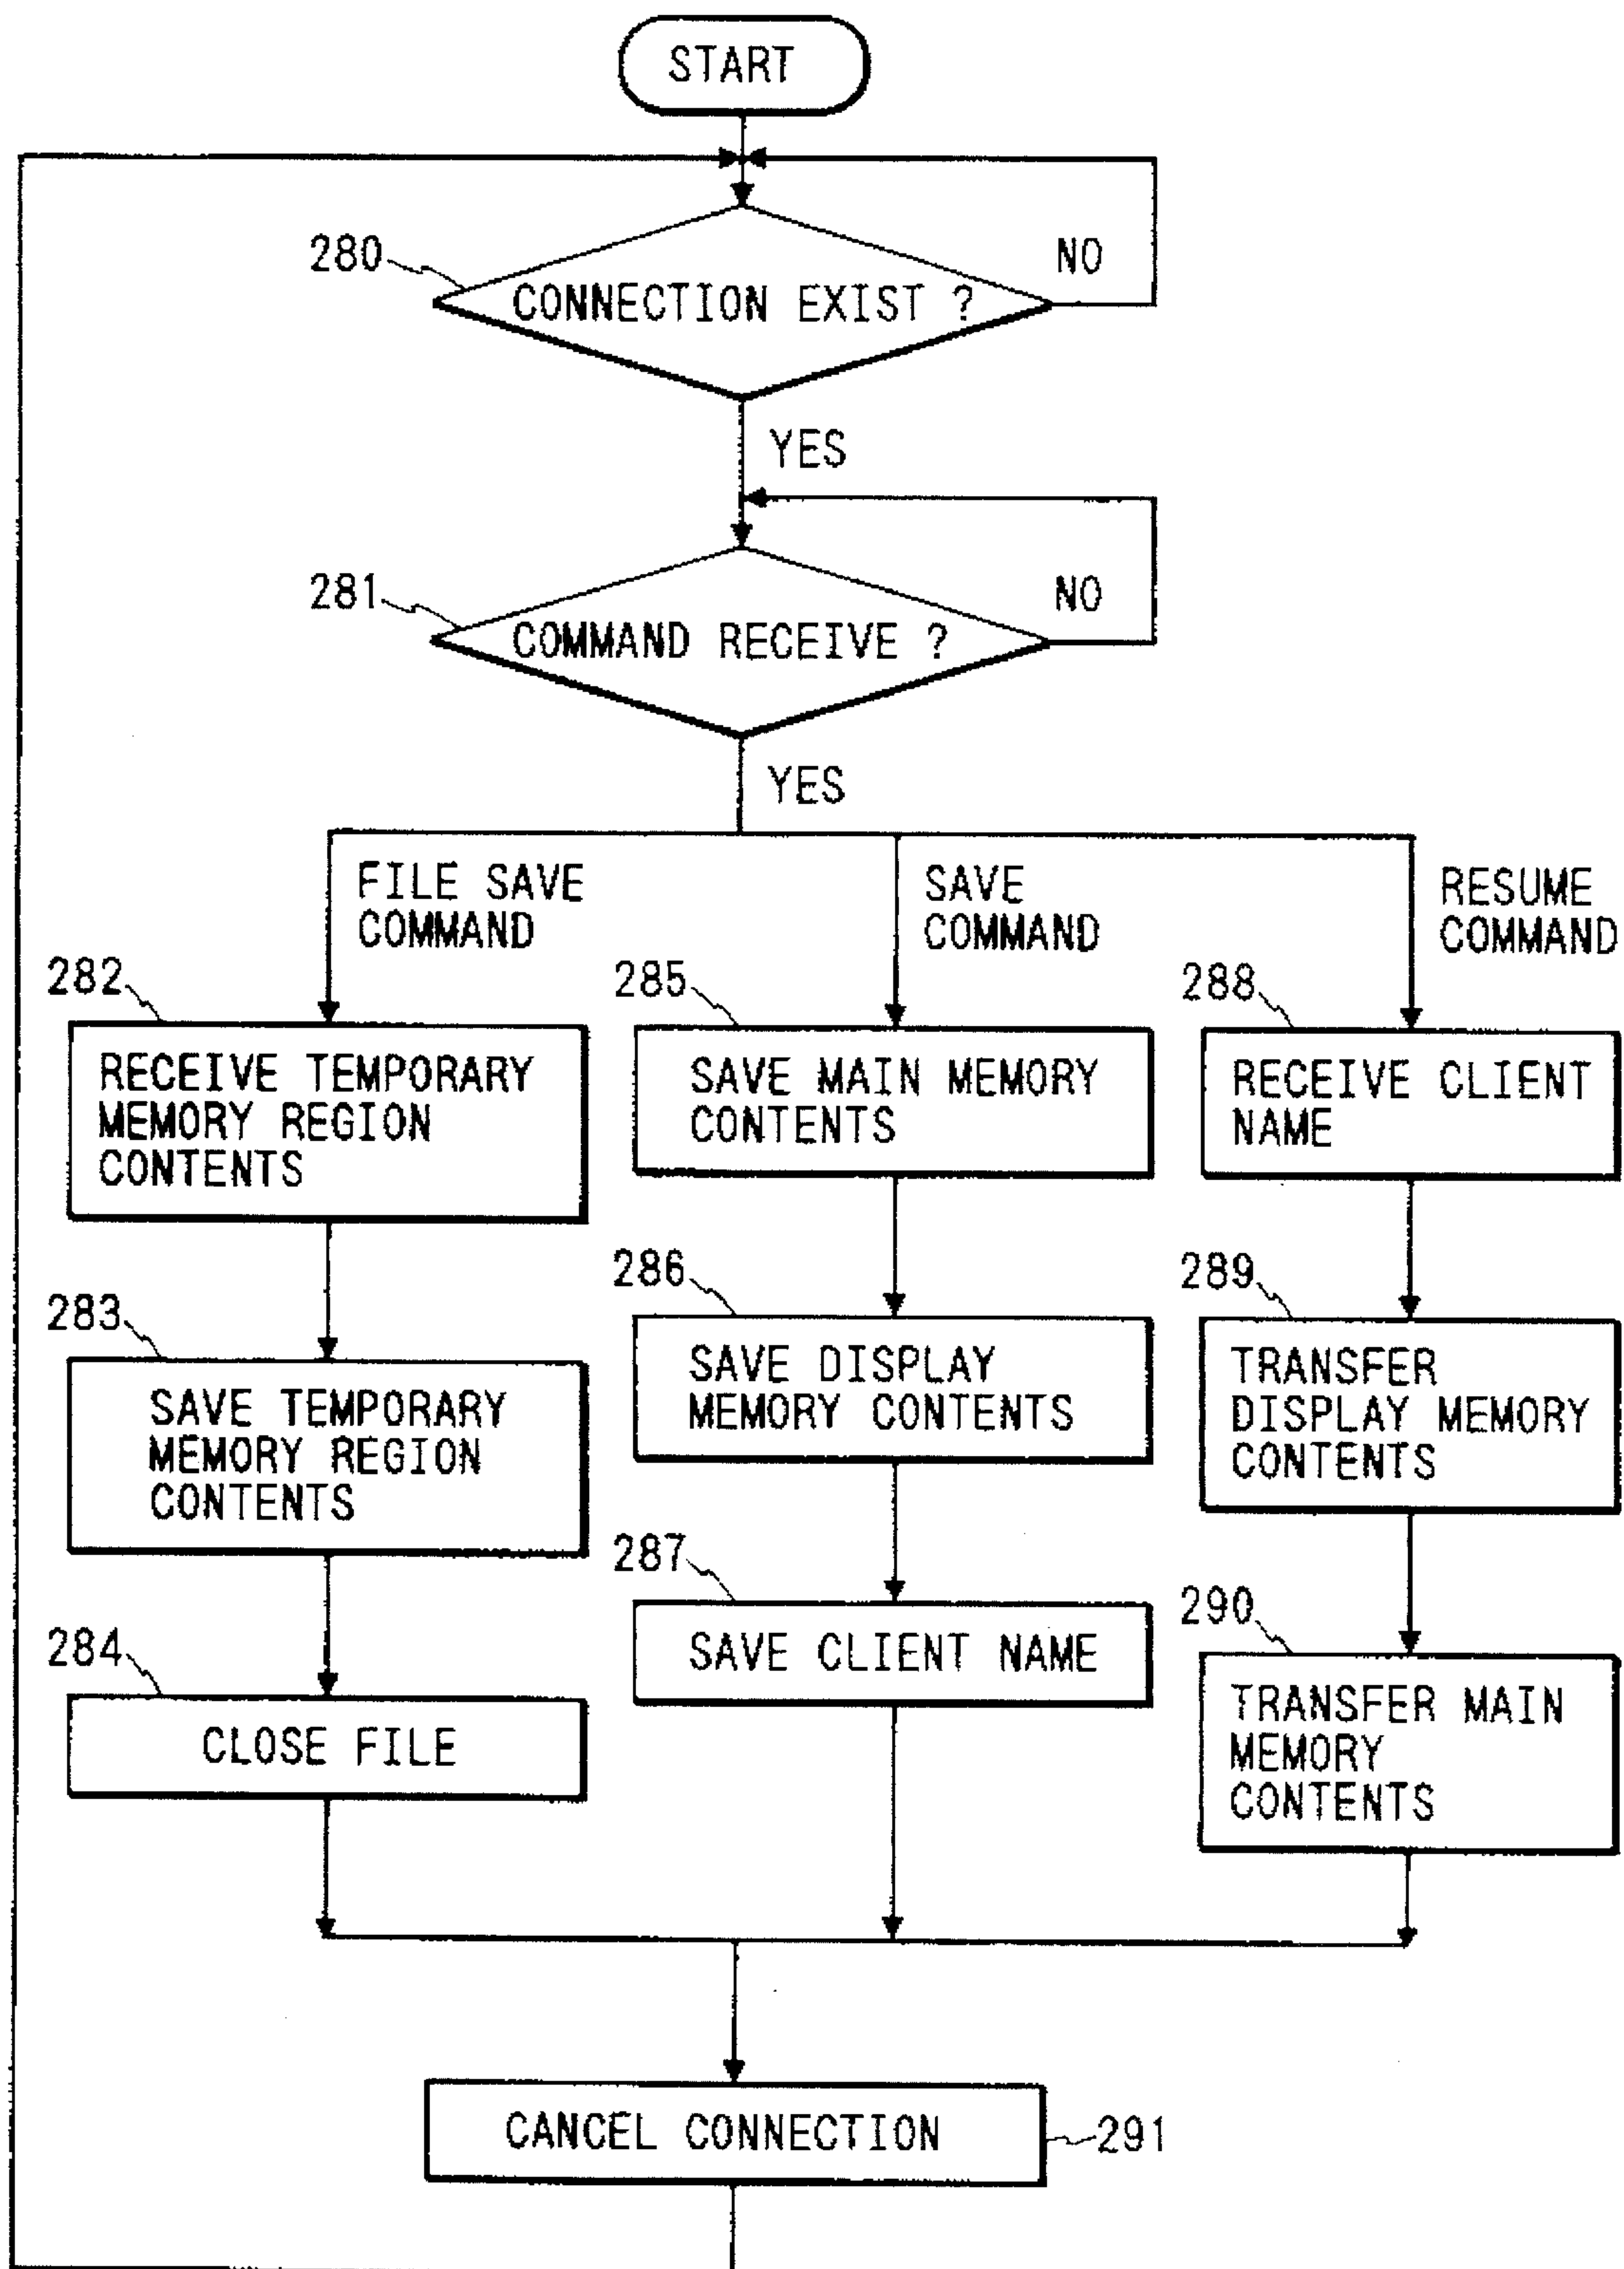 START
280
CONNECTION EXIST ?
NO
YES
281
COMMAND RECEIVE ?
NO
YES
FILE SAVE
COMMAND
SAVE
COMMAND
RESUME
COMMAND
282
RECEIVE TEMPORARY
MEMORY REGION
CONTENTS
283
SAVE TEMPORARY
MEMORY REGION
CONTENTS
284
CLOSE FILE
285
SAVE MAIN MEMORY
CONTENTS
286
SAVE DISPLAY
MEMORY CONTENTS
287
SAVE CLIENT NAME
288
RECEIVE CLIENT
NAME
289
TRANSFER
DISPLAY MEMORY
CONTENTS
290
TRANSFER MAIN
MEMORY
CONTENTS
CANCEL CONNECTION
291